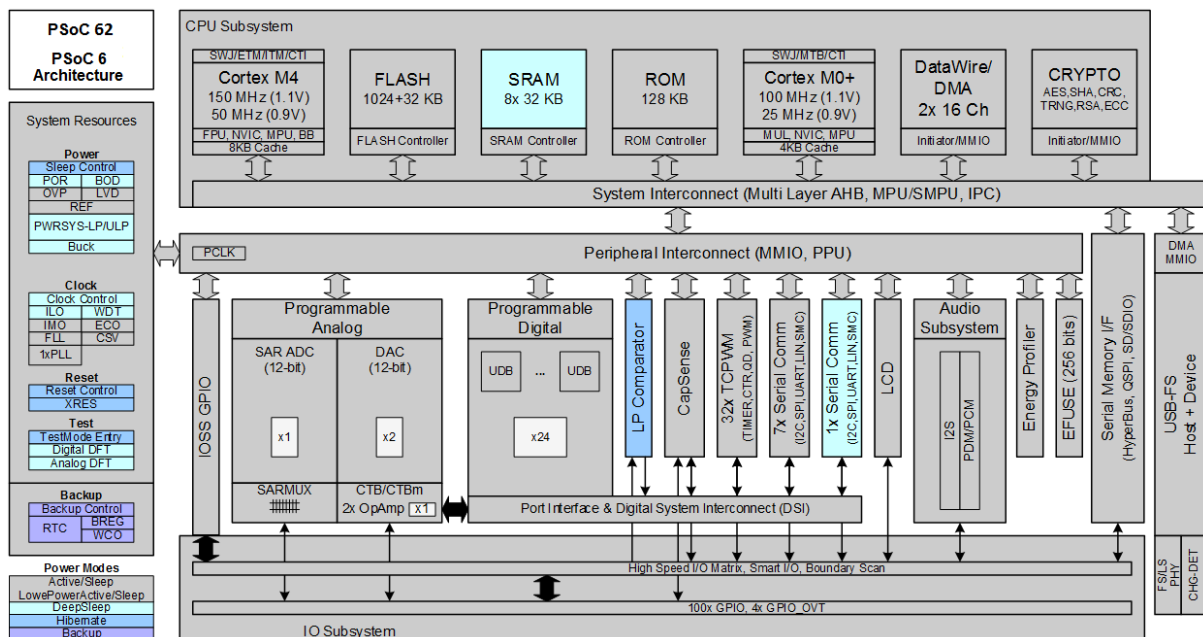 PSoC 62
PSoC 6
Architecture
System Resources
Power
Sleep Control
POR BOD
OVP LVD
REF
PWRSYS-LP/ULP
Buck
Clock
Clock Control
ILO WDT
IMO ECO
FLL CSV
1xPLL
Reset
Reset Control
XRES
Test
TestMode Entry
Digital DFT
Analog DFT
Backup
Backup Control
RTC
BREG
WCO
Power Modes
Active/Sleep
LowePowerActive/Sleep
DeepSleep
Hibernate
Backup
CPU Subsystem
SWJ/ETM/ITM/CTI
Cortex M4
150 MHz (1.1V)
50 MHz (0.9V)
FPU, NVIC, MPU, BB
8KB Cache
FLASH
1024+32 KB
FLASH Controller
SRAM
8x 32 KB
SRAM Controller
ROM
128 KB
ROM Controller
SWJ/MTB/CTI
Cortex M0+
100 MHz (1.1V)
25 MHz (0.9V)
MUL, NVIC, MPU
4KB Cache
DataWire/
DMA
2x 16 Ch
Initiator/MMIO
CRYPTO
AES,SHA, CRC,
TRNG,RSA, ECC
Initiator/MMIO
System Interconnect (Multi Layer AHB, MPU/SMPU, IPC)
PCLK
Peripheral Interconnect (MMIO, PPU)
IOSS GPIO
Programmable
Analog
SAR ADC
(12-bit)
x1
SARMUX
DAC
(12-bit)
x2
CTB/CTBm
2x OpAmp x1
Programmable
Digital
UDB ... UDB
x24
Port Interface & Digital System Interconnect (DSI)
LP Comparator
CapSense
32x TCPWM
(TIMER,CTR,QD, PWM)
7x Serial Comm
(I2C,SPI,UART,LIN,SMC)
1x Serial Comm
(I2C,SPI,UART,LIN,SMC)
LCD
Audio
Subsystem
I2S
PDM/PCM
Energy Profiler
EFUSE (256 bits)
Serial Memory I/F
(HyperBus, QSPI, SD/SDIO)
DMA
MMIO
USB-FS
Host + Device
FS/LS
PHY
CHG-DET
High Speed I/O Matrix, Smart I/O, Boundary Scan
100x GPIO, 4x GPIO_OVT
IO Subsystem